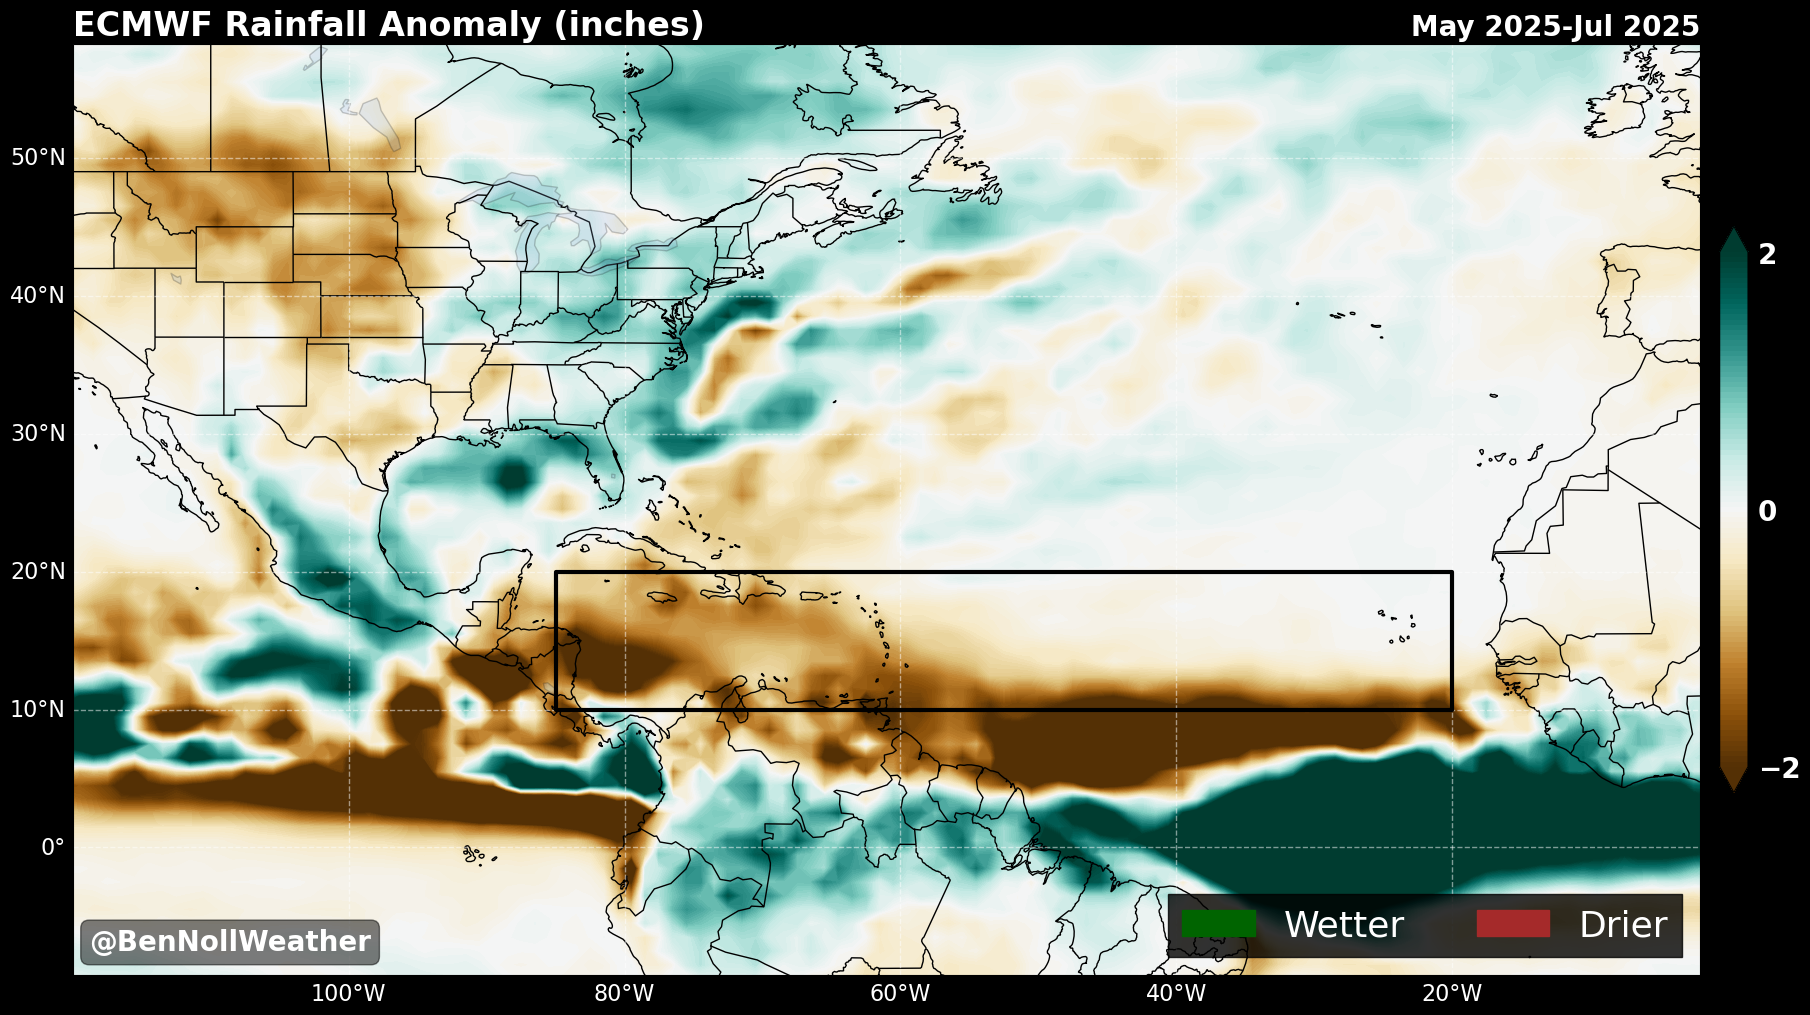 ECMWF Rainfall Anomaly (inches)
May 2025-Jul 2025
50°N
40°N
30°N
20°N
10°N
0°
2
0
−2
@BenNollWeather
Wetter
Drier
100°W
80°W
60°W
40°W
20°W